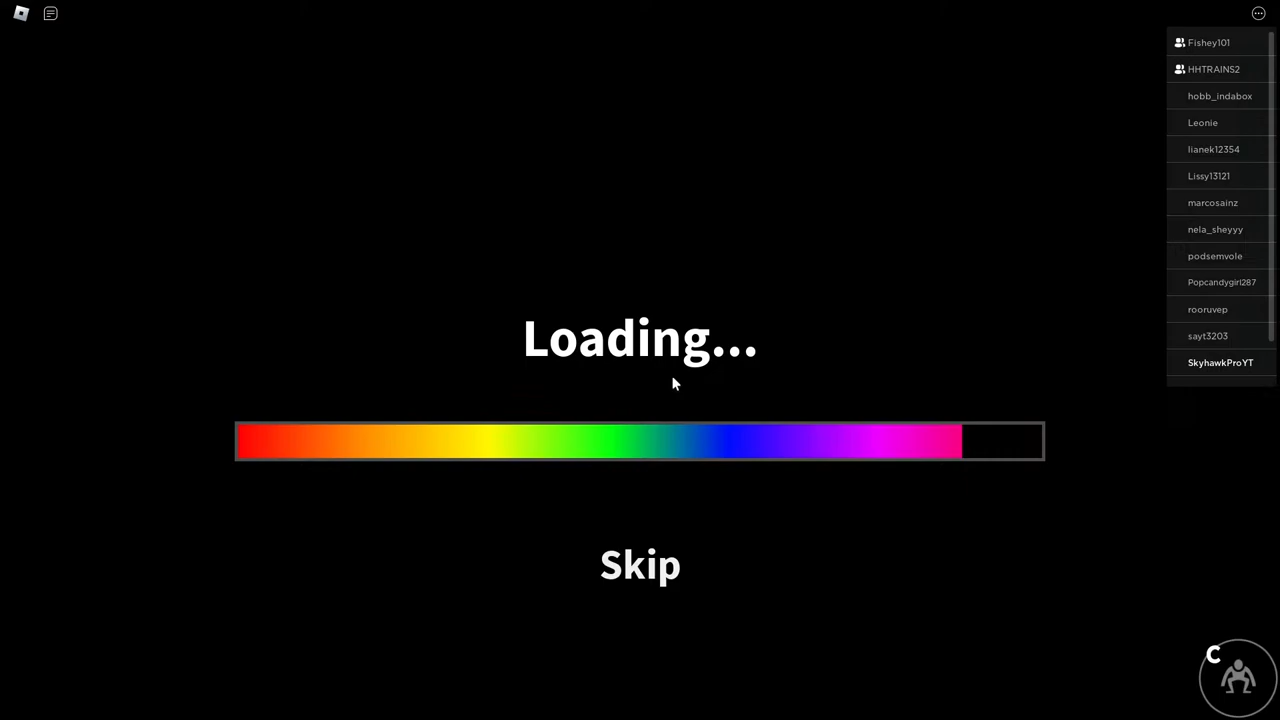 Fishey101
HHTRAINS2
hobb_indabox
Leonie
lianek12354
Lissy13121
marcosainz
nela_sheyyy
podsemvole
Popcandygirl287
rooruvep
sayt3203
SkyhawkProYT
Loading...
Skip
C